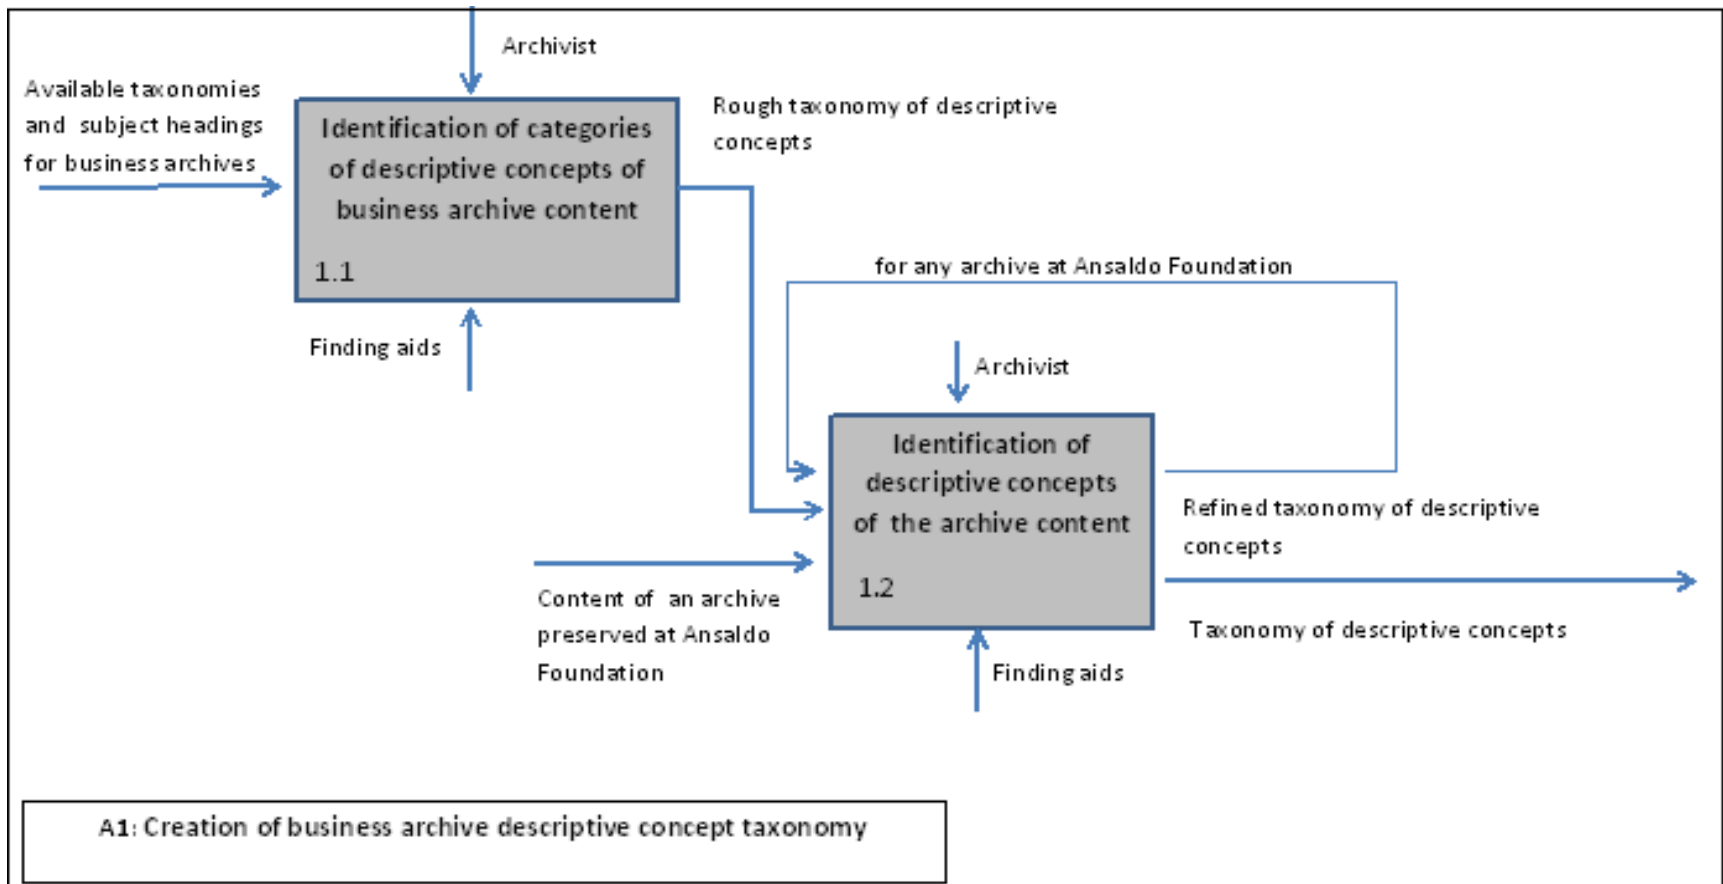 Archivist
Available taxonomies
and subject headings
for business archives
Identification of categories
of descriptive concepts of
business archive content
1.1
Rough taxonomy of descriptive
concepts
Finding aids
for any archive at Ansaldo Foundation
Archivist
Identification of
descriptive concepts
of the archive content
1.2
Refined taxonomy of descriptive
concepts
Content of an archive
preserved at Ansaldo
Foundation
Taxonomy of descriptive concepts
Finding aids
A1: Creation of business archive descriptive concept taxonomy